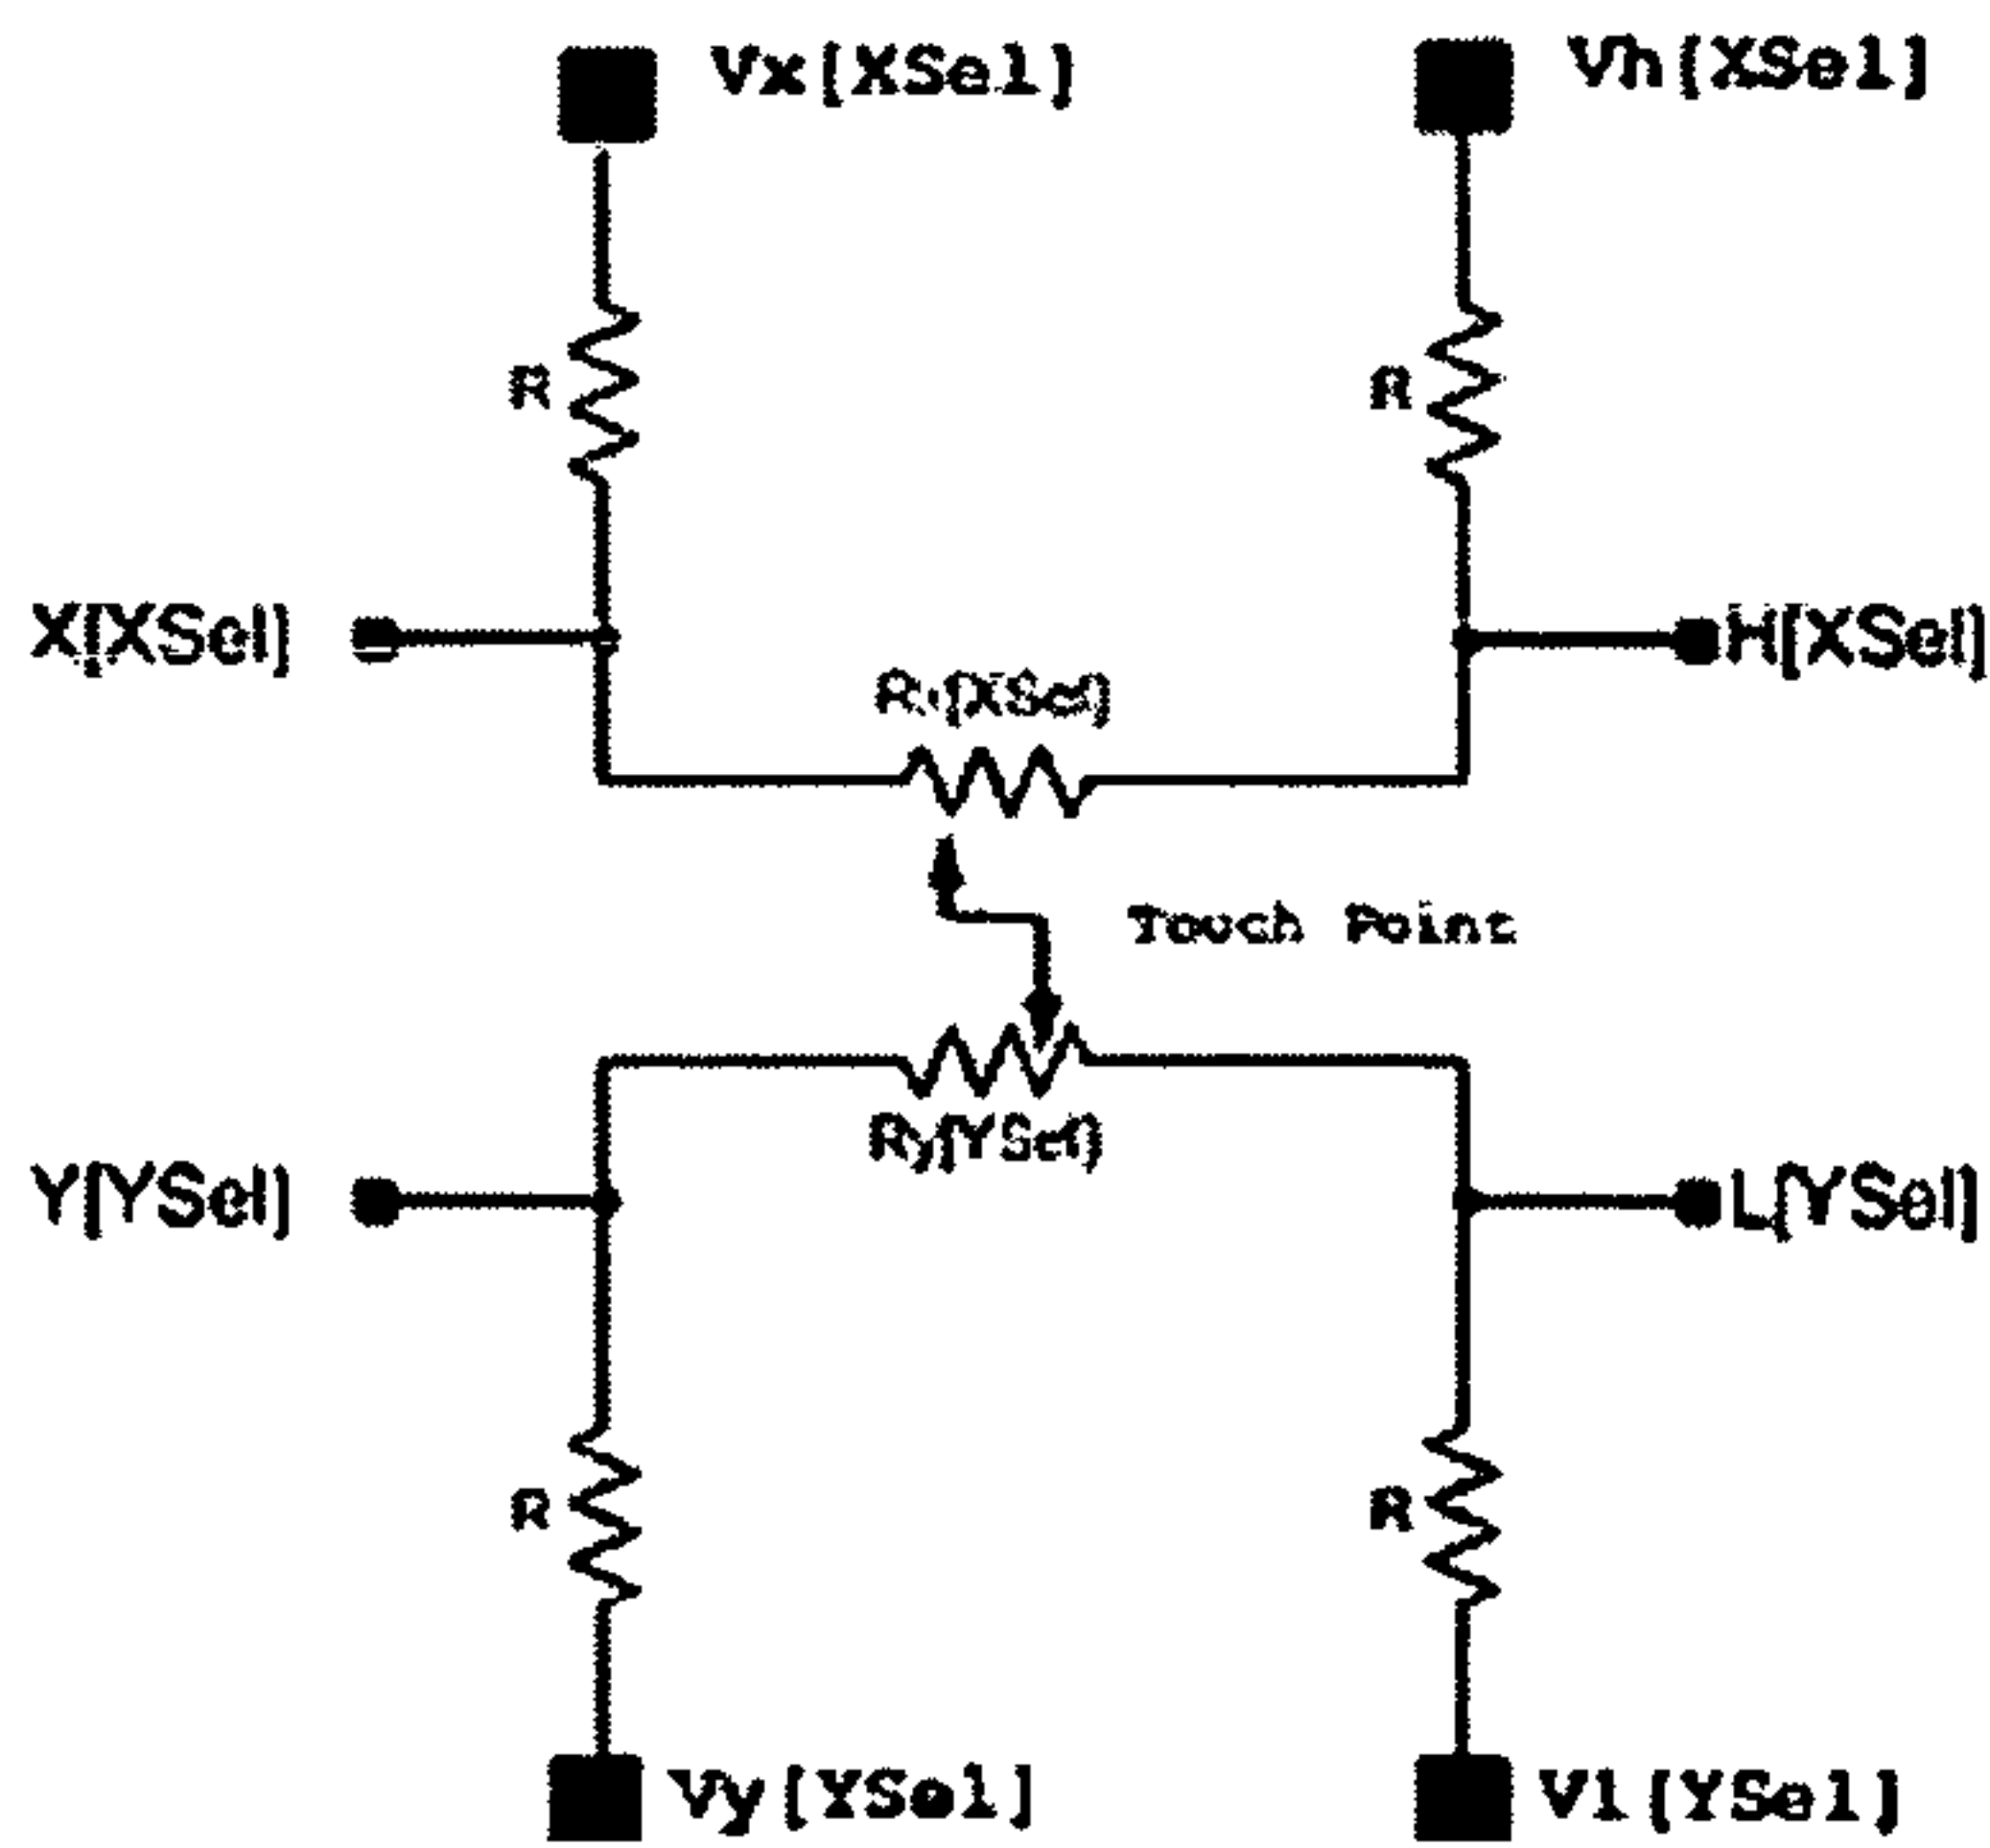 Vx[XSel]
Vh[XSel]
R
R
X[XSel]
H[XSel]
Touch Point
Ry[YSel]
Y[YSel]
L[YSel]
R
R
Vy[YSel]
Vl[YSel]